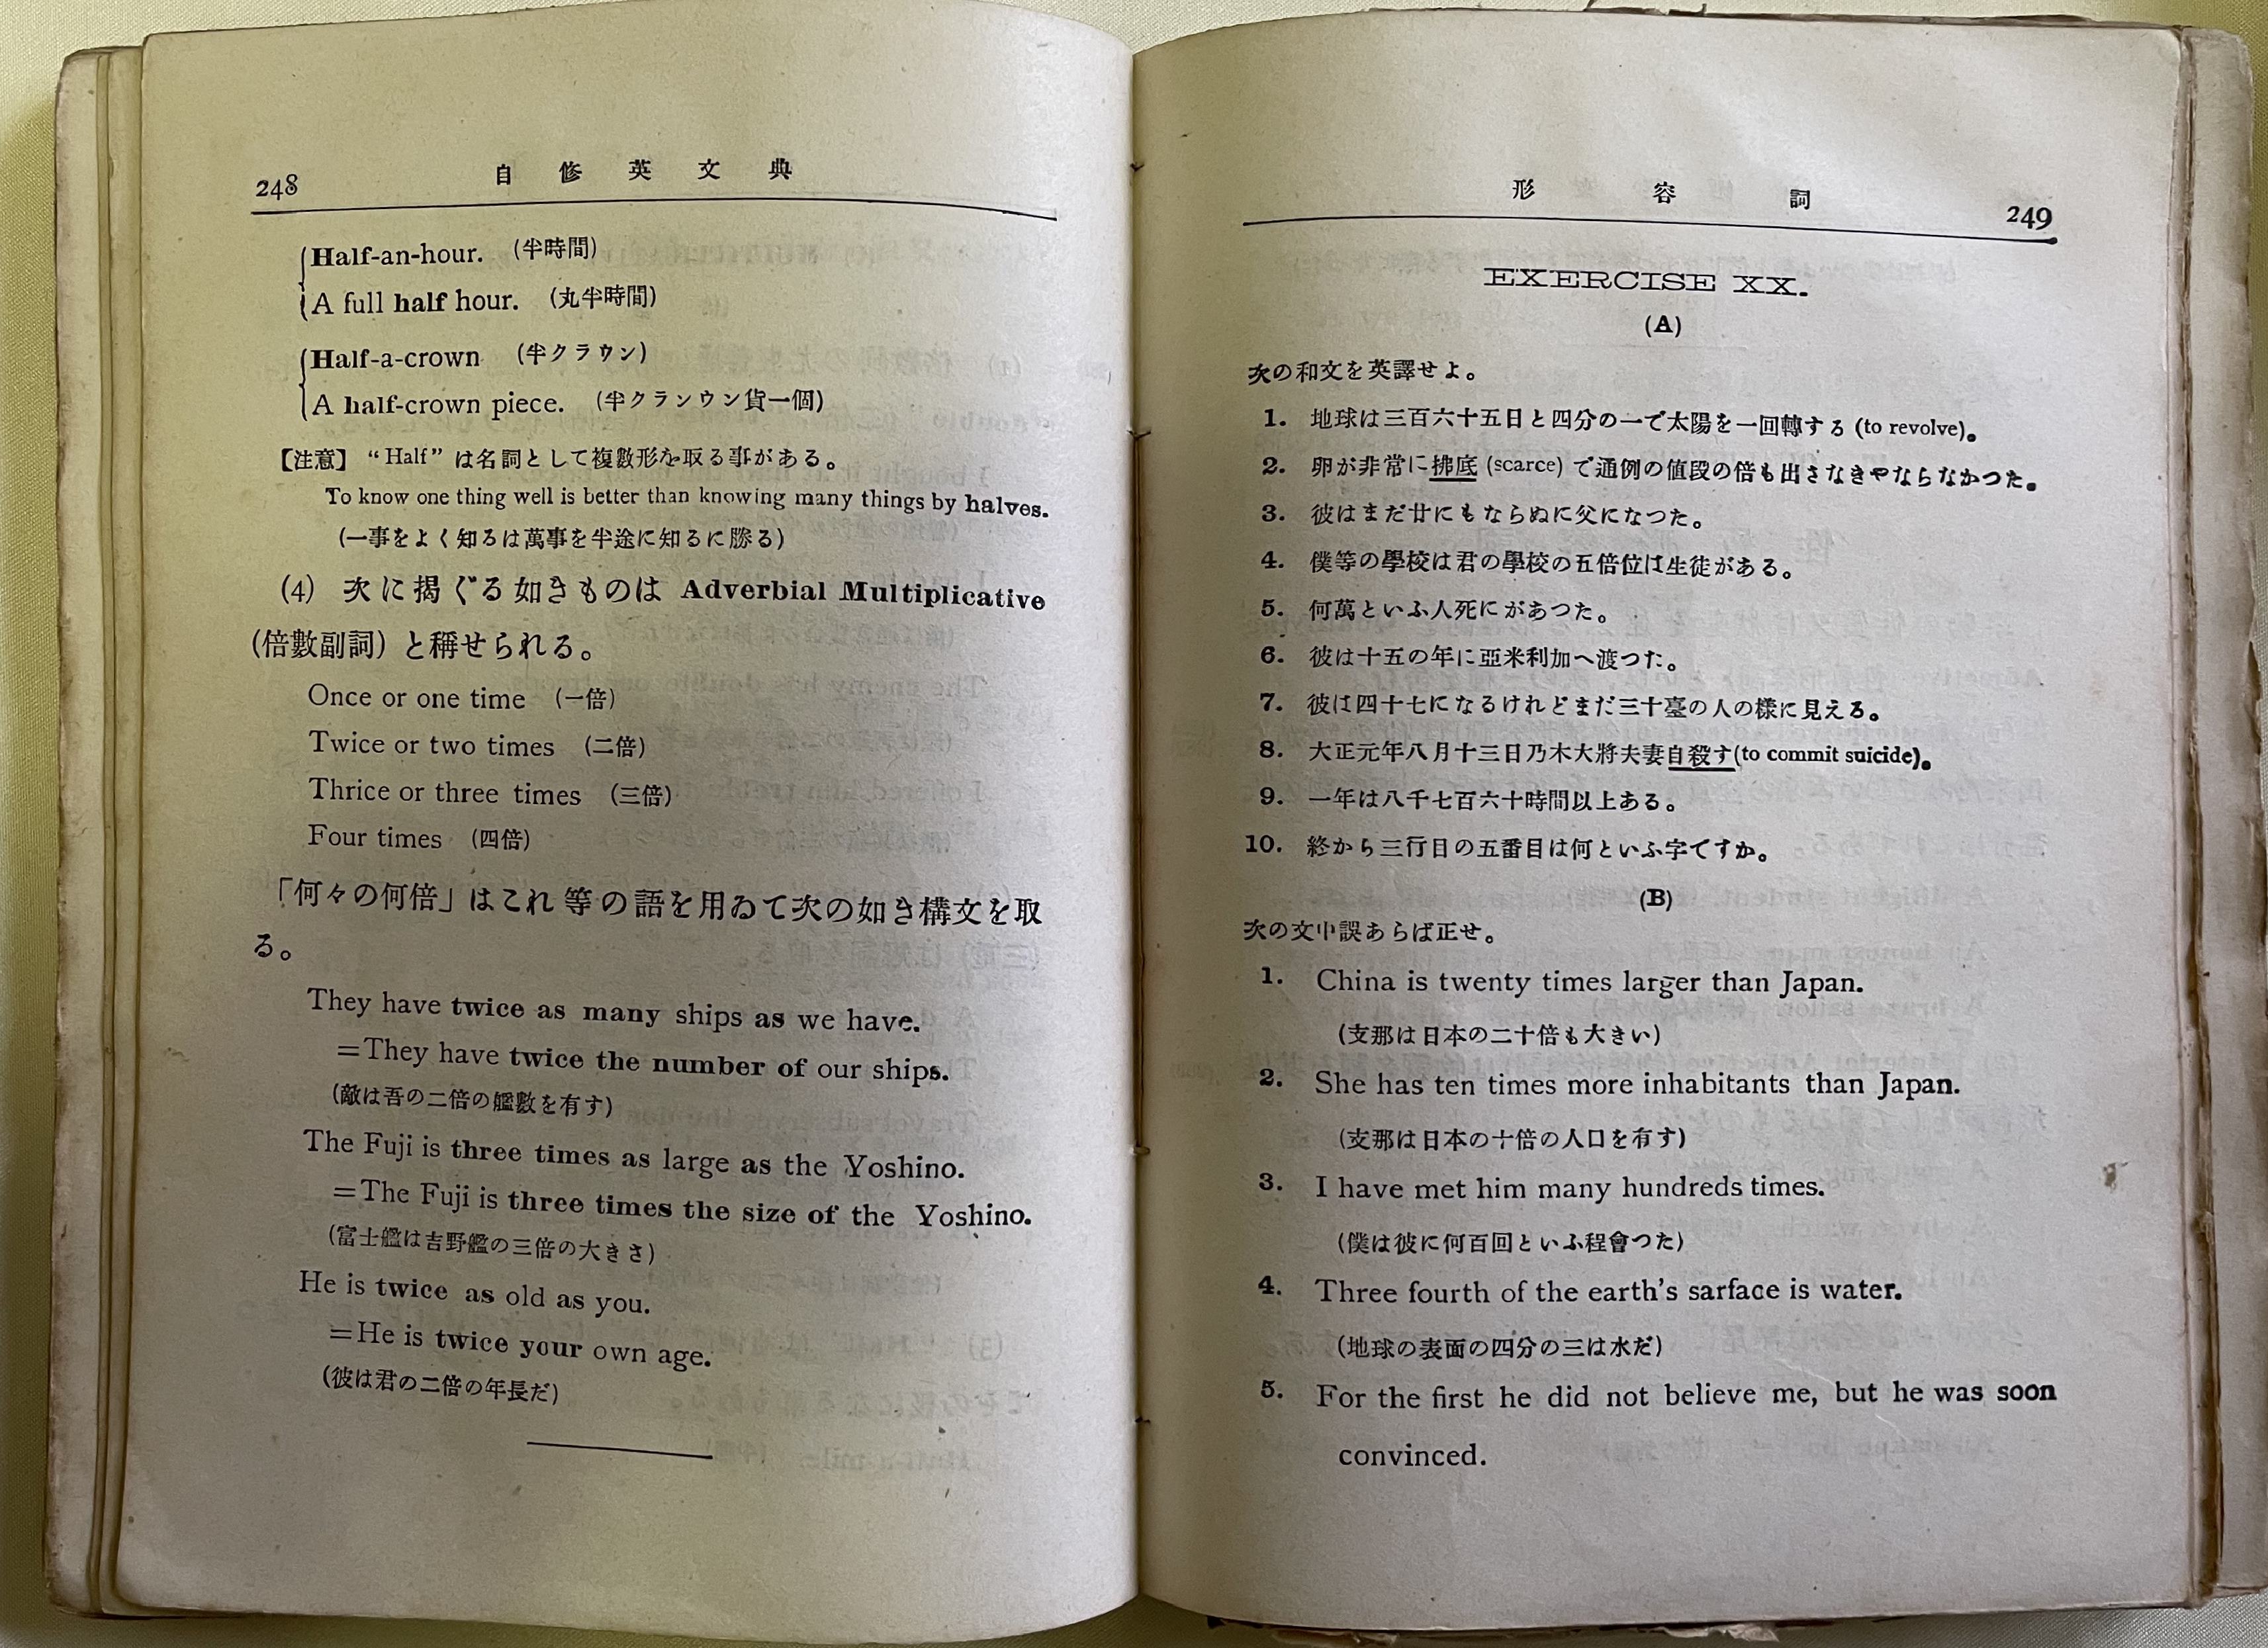 248
自修英文典
Half-an-hour. (半時間)
A full half hour. (丸半時間)
Half-a-crown (半クラウン)
A half-crown piece. (半クランウン貨一個)
【注意】 “Half” は名詞として複數形を取る事がある。
To know one thing well is better than knowing many things by halves.
(一事をよく知るは萬事を半途に知るに勝る)
(4) 次に揭ぐる如きものは Adverbial Multiplicative
(倍數副詞) と稱せられる。
Once or one time (一倍)
Twice or two times (二倍)
Thrice or three times (三倍)
Four times (四倍)
「何々の何倍」はこれ等の語を用ゐて次の如き構文を取
る。
They have twice as many ships as we have.
=They have twice the number of our ships.
(敵は吾の二倍の艦數を有す)
The Fuji is three times as large as the Yoshino.
=The Fuji is three times the size of the Yoshino.
(富士艦は吉野艦の三倍の大きさ)
He is twice as old as you.
=He is twice your own age.
(彼は君の二倍の年長だ)
形容詞
249
EXERCISE XX.
(A)
次の和文を英譯せよ。
1. 地球は三百六十五日と四分の一で太陽を一回轉する (to revolve)。
2. 卵が非常に拂底 (scarce) で通例の値段の倍も出さなきやならなかつた。
3. 彼はまだ廿にもならぬに父になつた。
4. 僕等の學校は君の學校の五倍位は生徒がある。
5. 何萬といふ人死にがあつた。
6. 彼は十五の年に亞米利加へ渡つた。
7. 彼は四十七になるけれどまだ三十臺の人の樣に見える。
8. 大正元年八月十三日乃木大將夫妻自殺す(to commit suicide)。
9. 一年は八千七百六十時間以上ある。
10. 終から三行目の五番目は何といふ字ですか。
(B)
次の文中誤あらば正せ。
1. China is twenty times larger than Japan.
(支那は日本の二十倍も大きい)
2. She has ten times more inhabitants than Japan.
(支那は日本の十倍の人口を有す)
3. I have met him many hundreds times.
(僕は彼に何百回といふ程會つた)
4. Three fourth of the earth's sarface is water.
(地球の表面の四分の三は水だ)
5. For the first he did not believe me, but he was soon
convinced.